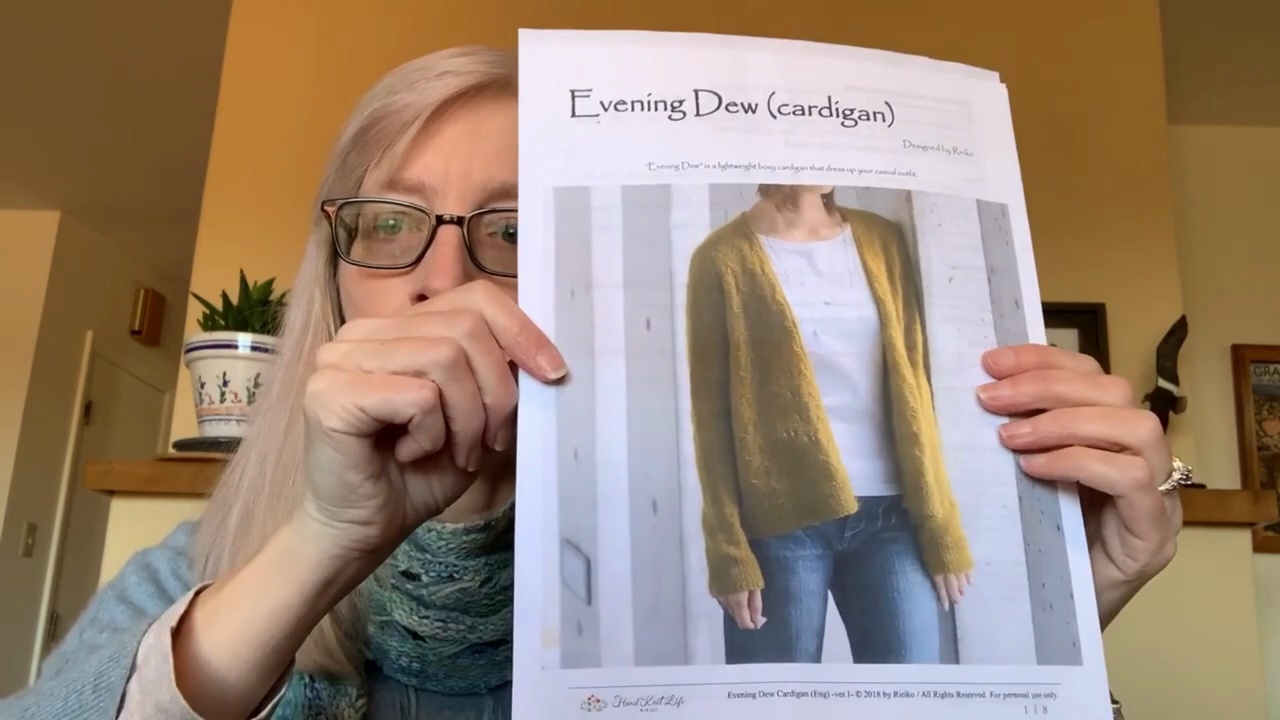 Evening Dew (cardigan)
Designed by Ririko
"Evening Dew" is a lightweight boxy cardigan that dress up your casual outfit.
Hand Knit Life
RIRIKO
Evening Dew Cardigan (Eng) -ver.1- © 2018 by Ririko / All Rights Reserved. For personal use only.
1 | 8
GRA